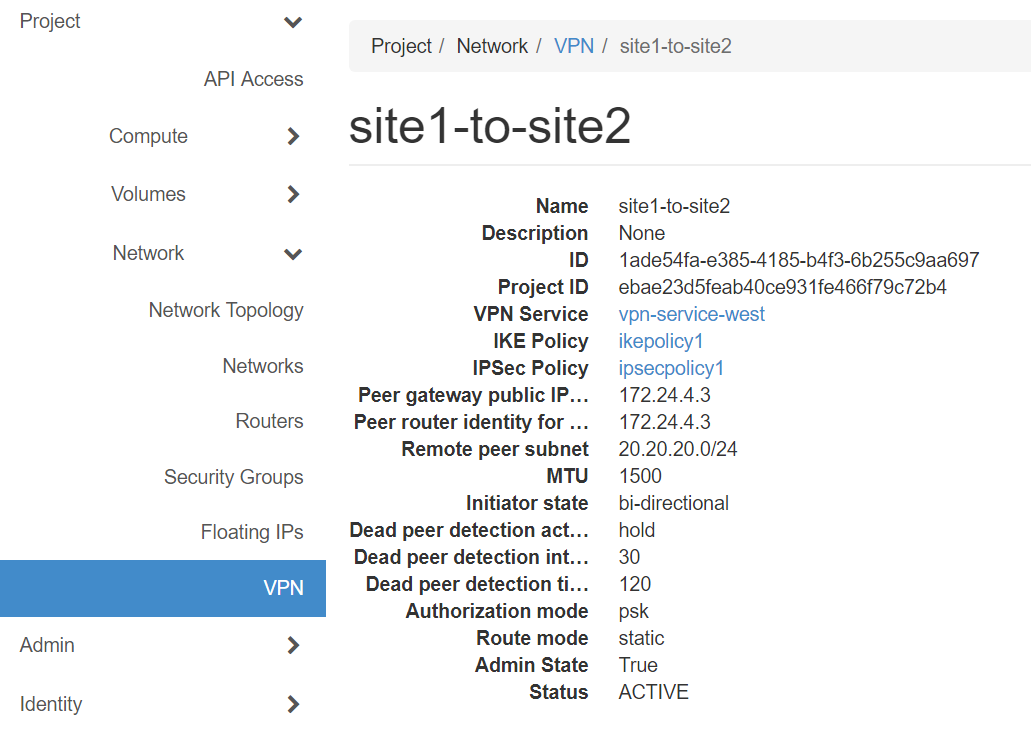 Project
API Access
Compute
Volumes
Network
Network Topology
Networks
Routers
Security Groups
Floating IPs
VPN
Admin
Identity
Project / Network / VPN / site1-to-site2
site1-to-site2
Name site1-to-site2
Description None
ID 1ade54fa-e385-4185-b4f3-6b255c9aa697
Project ID ebae23d5feab40ce931fe466f79c72b4
VPN Service vpn-service-west
IKE Policy ikepolicy1
IPSec Policy ipsecpolicy1
Peer gateway public IP... 172.24.4.3
Peer router identity for ... 172.24.4.3
Remote peer subnet 20.20.20.0/24
MTU 1500
Initiator state bi-directional
Dead peer detection act... hold
Dead peer detection int... 30
Dead peer detection ti... 120
Authorization mode psk
Route mode static
Admin State True
Status ACTIVE